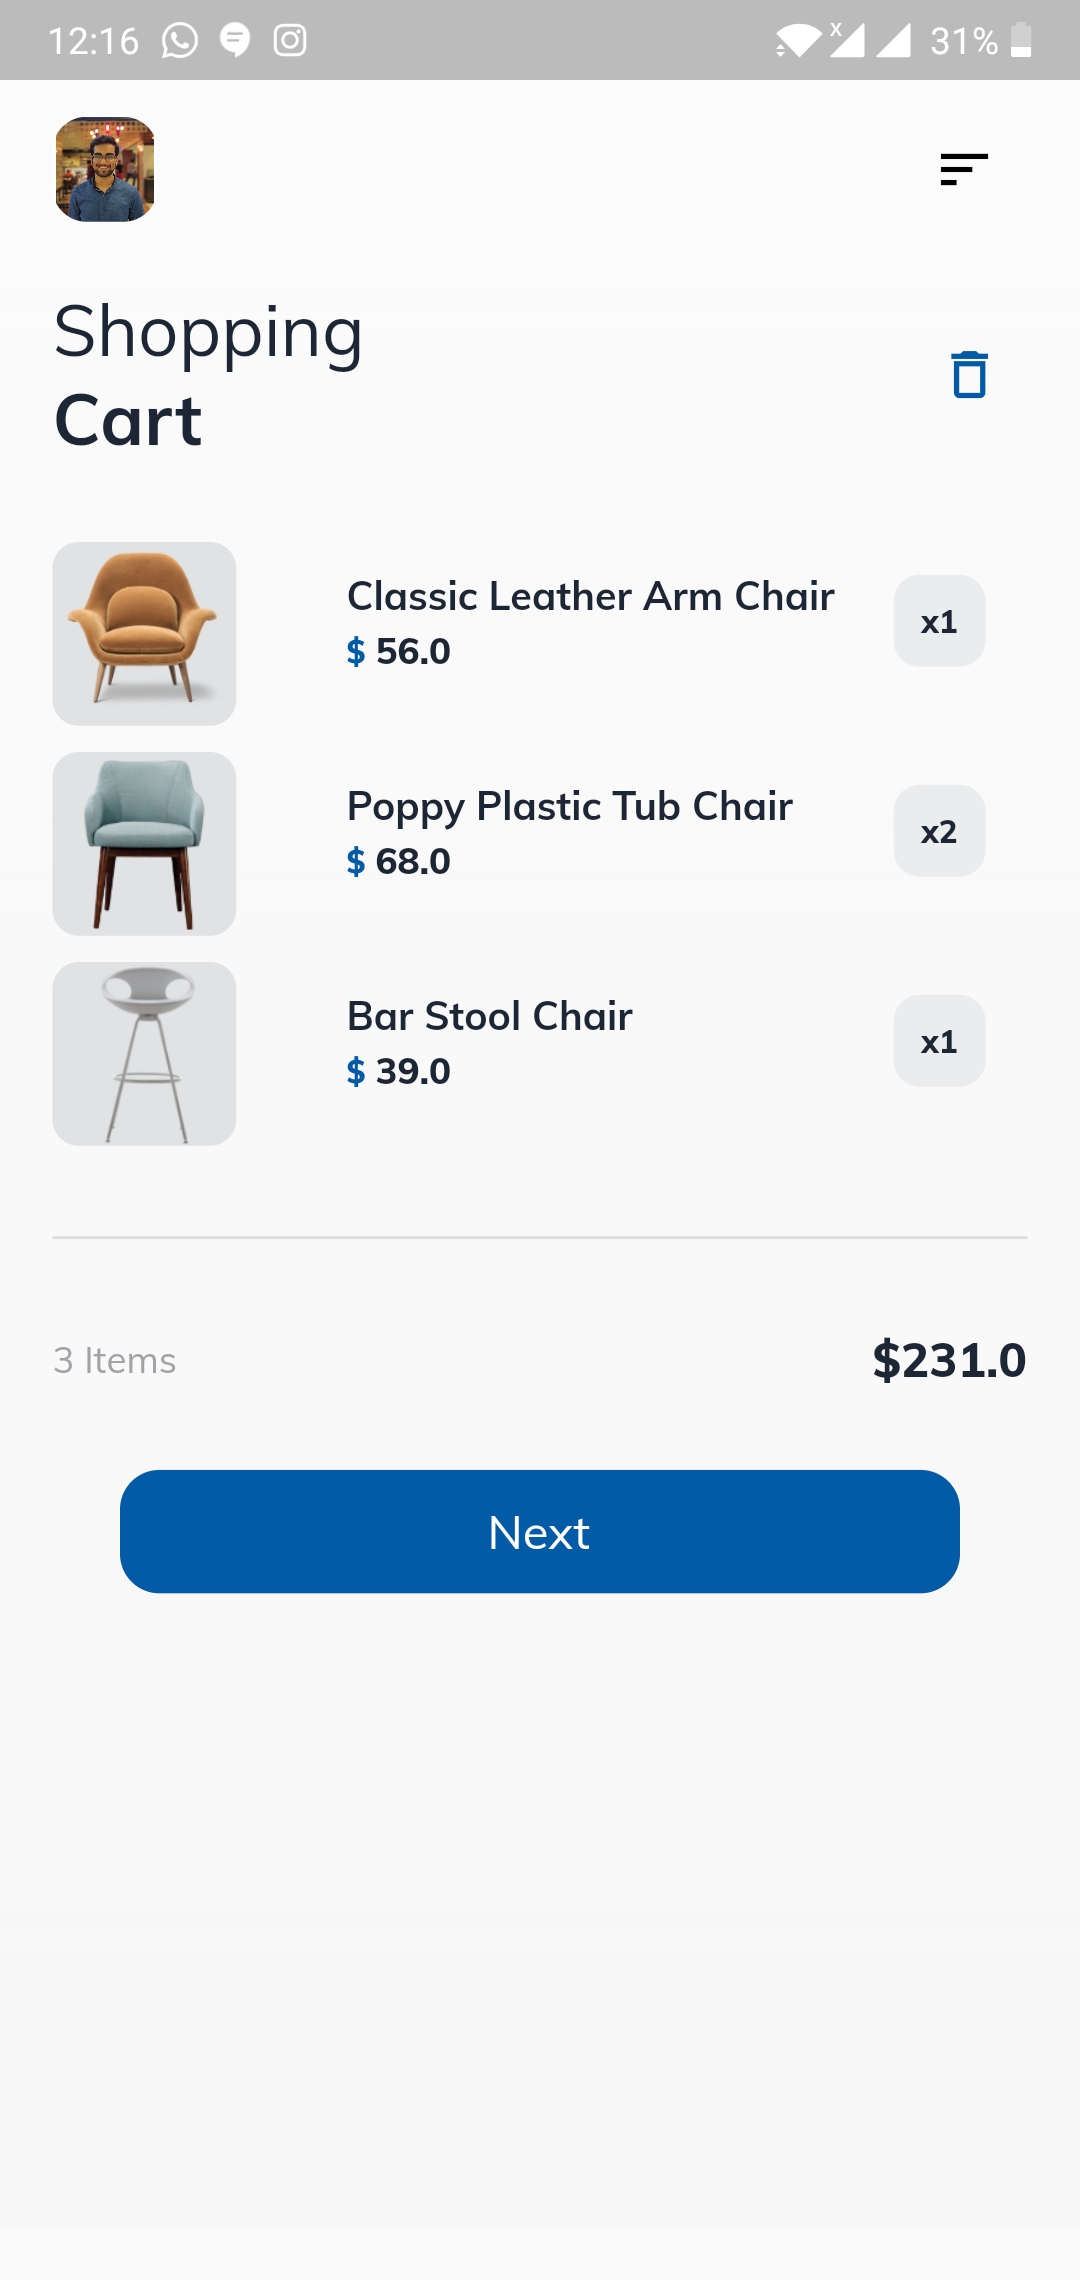 12:16
X
31%
Shopping
Cart
Classic Leather Arm Chair
$ 56.0
x1
Poppy Plastic Tub Chair
$ 68.0
x2
Bar Stool Chair
$ 39.0
x1
3 Items
$231.0
Next